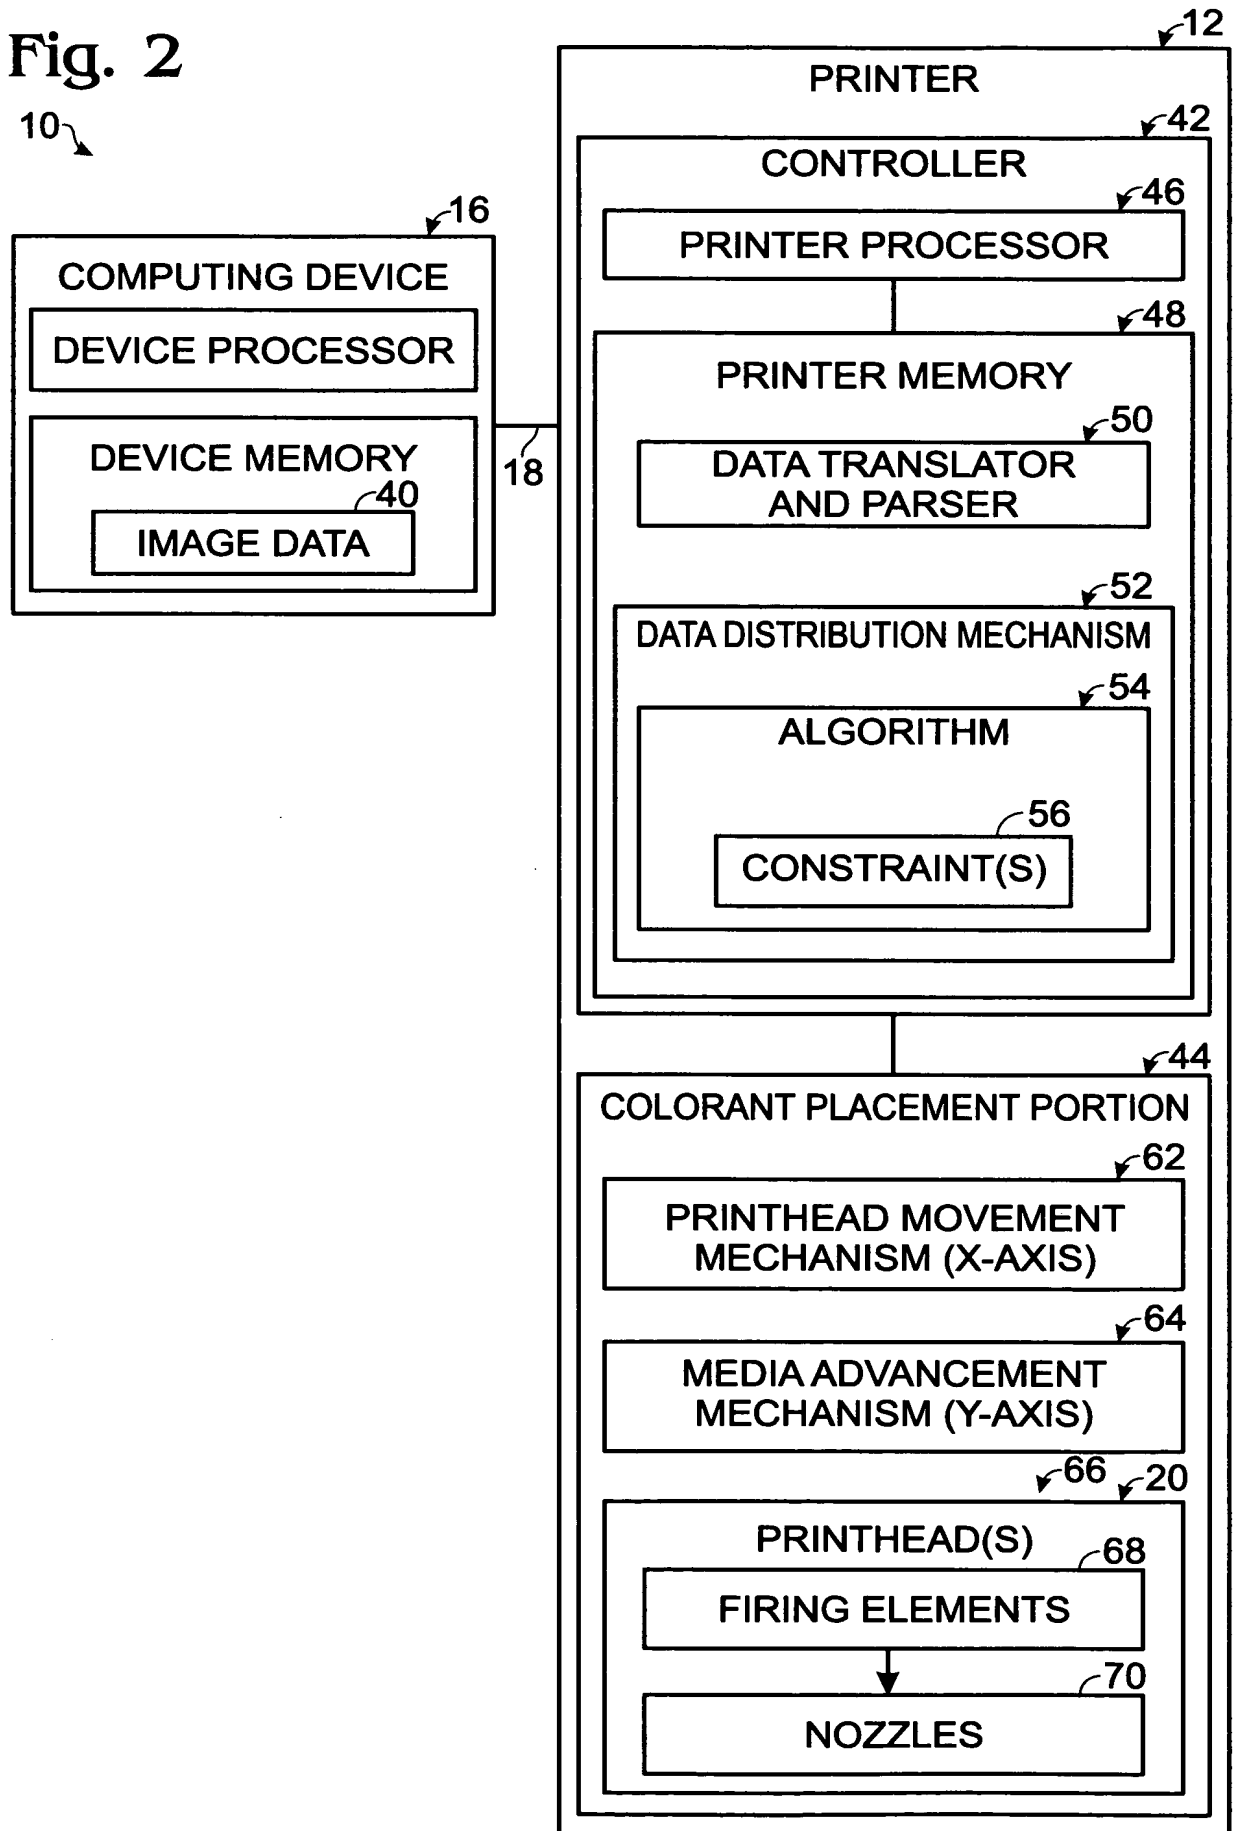 Fig. 2
10
12
PRINTER
42
CONTROLLER
46
PRINTER PROCESSOR
16
COMPUTING DEVICE
DEVICE PROCESSOR
DEVICE MEMORY
40
IMAGE DATA
18
48
PRINTER MEMORY
50
DATA TRANSLATOR
AND PARSER
52
DATA DISTRIBUTION MECHANISM
54
ALGORITHM
56
CONSTRAINT(S)
44
COLORANT PLACEMENT PORTION
62
PRINTHEAD MOVEMENT
MECHANISM (X-AXIS)
64
MEDIA ADVANCEMENT
MECHANISM (Y-AXIS)
66
20
PRINTHEAD(S)
68
FIRING ELEMENTS
70
NOZZLES